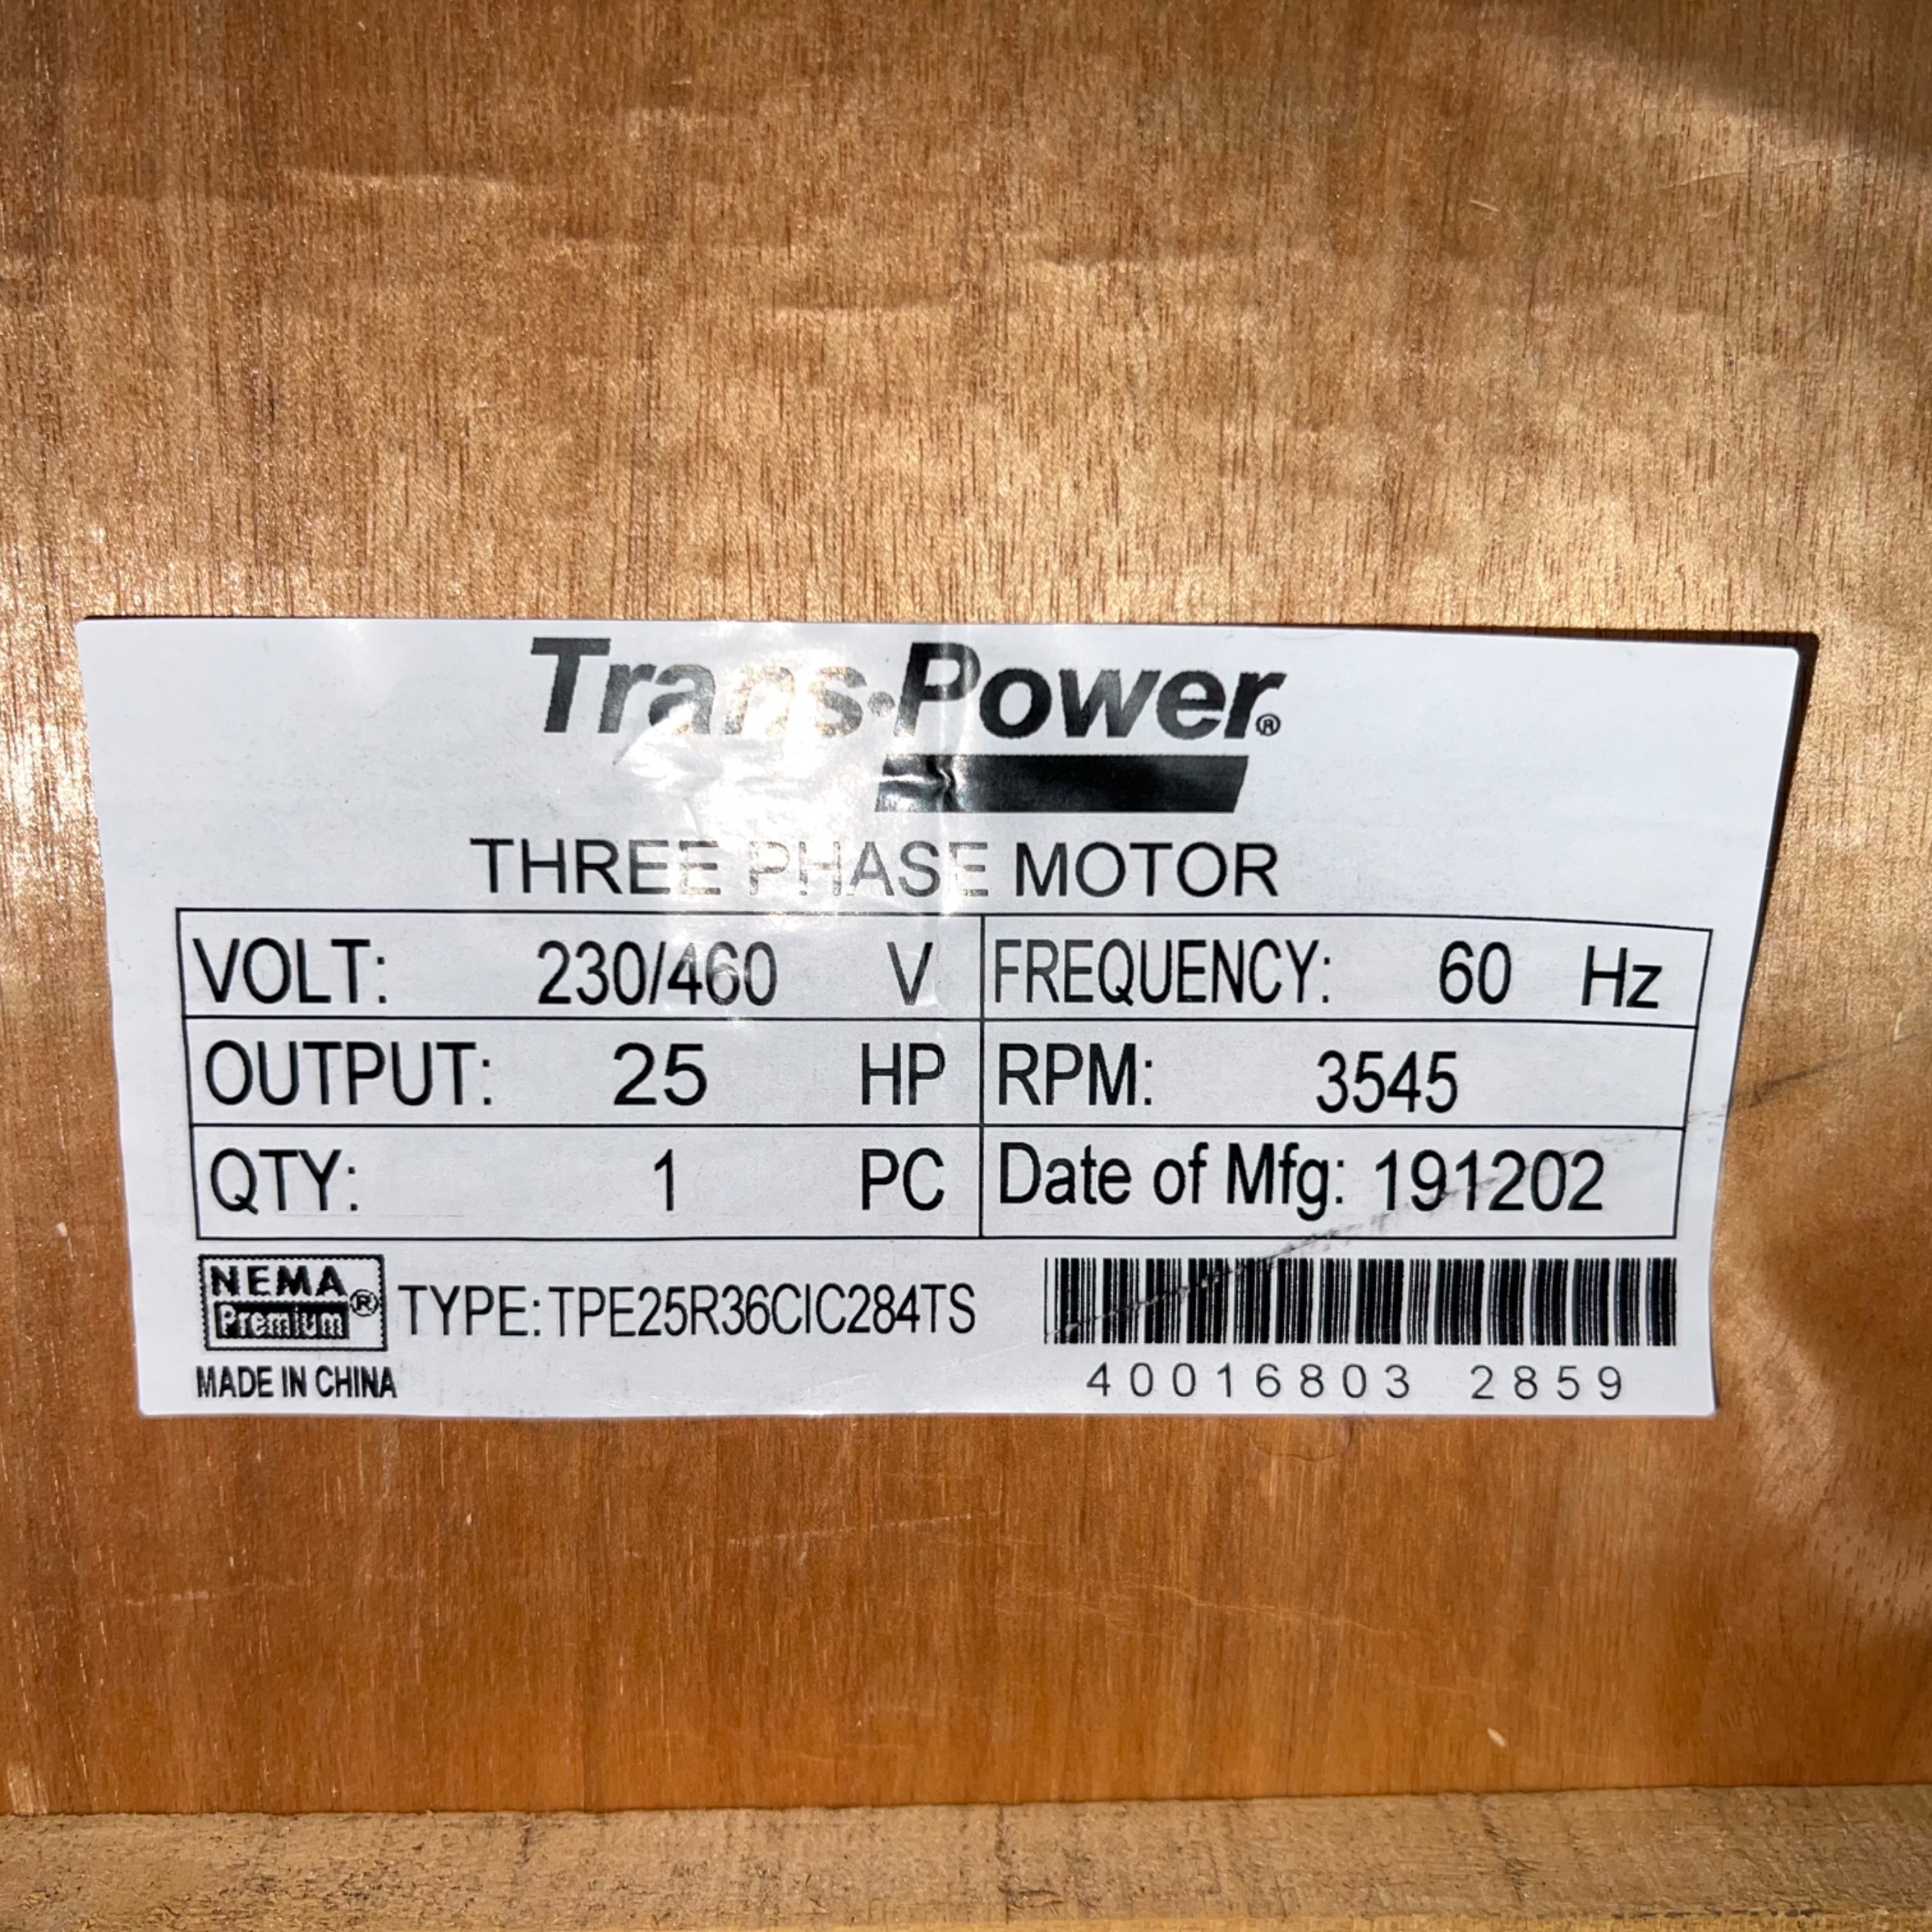 Trans·Power®
THREE PHASE MOTOR
VOLT: 230/460 V FREQUENCY: 60 Hz
OUTPUT: 25 HP RPM: 3545
QTY: 1 PC Date of Mfg: 191202
NEMA
Premium®
TYPE: TPE25R36CIC284TS
MADE IN CHINA
40016803 2859